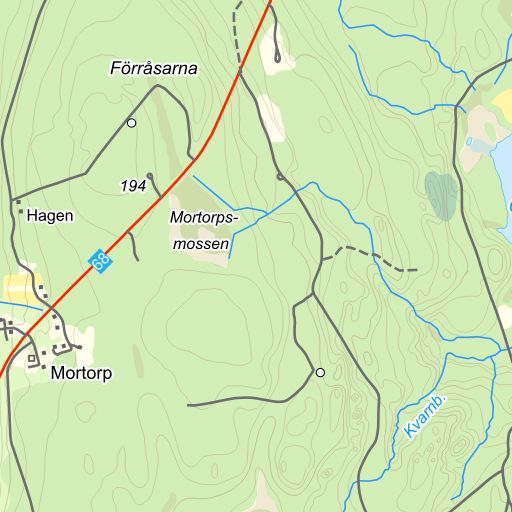 Förråsarna
194
Hagen
Mortorps-
mossen
68
Mortorp
Kvarnb.